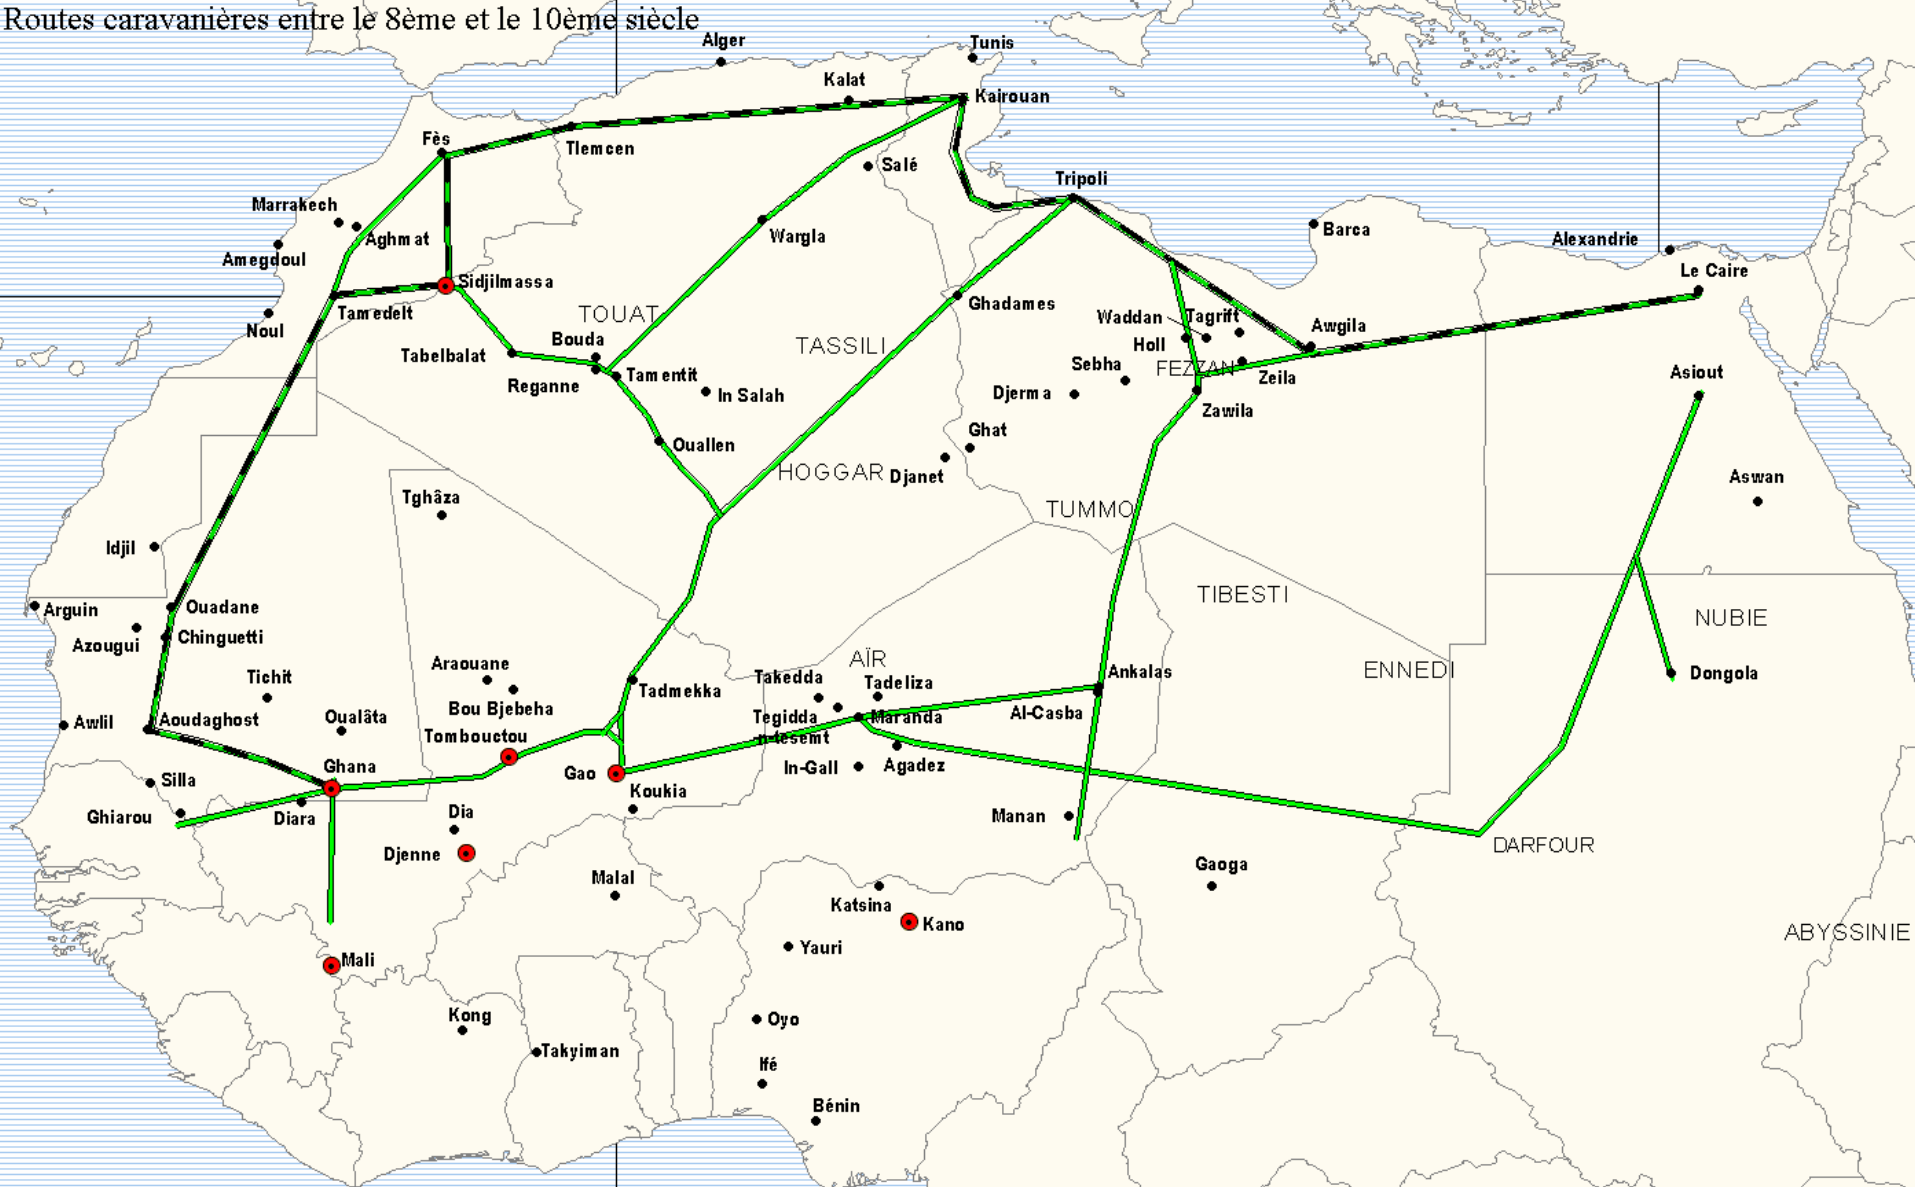 Routes caravanières entre le 8ème et le 10ème siècle
Alger
Tunis
Kalat
Kairouan
Fès
Tlemcen
Salé
Tripoli
Marrakech
Aghmat
Wargla
Barca
Alexandrie
Amegdoul
Le Caire
Sidjilmassa
Ghadames
Noul
Tamedelt
TOUAT
Waddan
Tagrift
Awgila
Bouda
TASSILI
Holl
Tabelbalat
Sebha
FEZZAN
Zeila
Asiout
Reganne
Tamentit
In Salah
Djerma
Zawila
Ghat
Ouallen
HOGGAR
Djanet
Aswan
Tghâza
TUMMO
Idjil
TIBESTI
Arguin
Ouadane
NUBIE
Azougui
Chinguetti
Araouane
AÏR
ENNEDI
Ankalas
Dongola
Tichit
Takedda
Tadeliza
Tadmekka
Bou Bjebeha
Al-Casba
Awlil
Aoudaghost
Oualâta
Tegidda
n-tesemt
Maranda
Tombouctou
Ghana
Gao
In-Gall
Agadez
Silla
Koukia
Ghiarou
Diara
Dia
Manan
DARFOUR
Djenne
Gaoga
Malal
Katsina
Kano
ABYSSINIE
Yauri
Mali
Kong
Oyo
Takyiman
Ifé
Bénin